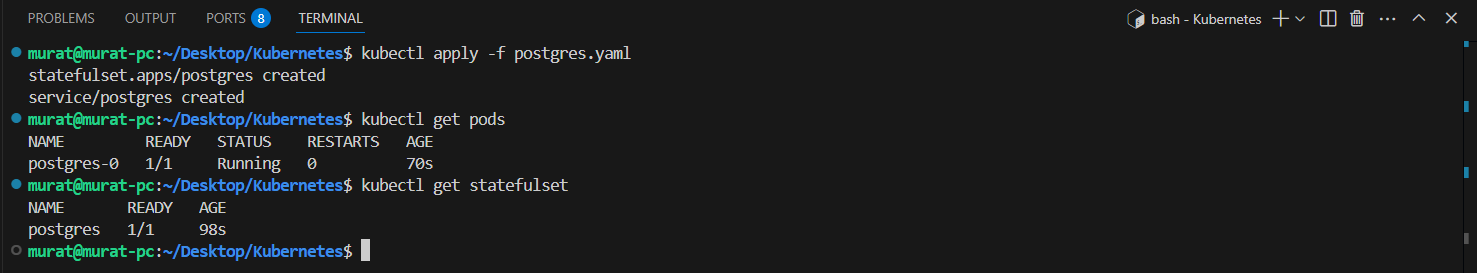 PROBLEMS OUTPUT PORTS 8 TERMINAL bash - Kubernetes
murat@murat-pc:~/Desktop/Kubernetes$ kubectl apply -f postgres.yaml
statefulset.apps/postgres created
service/postgres created
murat@murat-pc:~/Desktop/Kubernetes$ kubectl get pods
NAME READY STATUS RESTARTS AGE
postgres-0 1/1 Running 0 70s
murat@murat-pc:~/Desktop/Kubernetes$ kubectl get statefulset
NAME READY AGE
postgres 1/1 98s
murat@murat-pc:~/Desktop/Kubernetes$